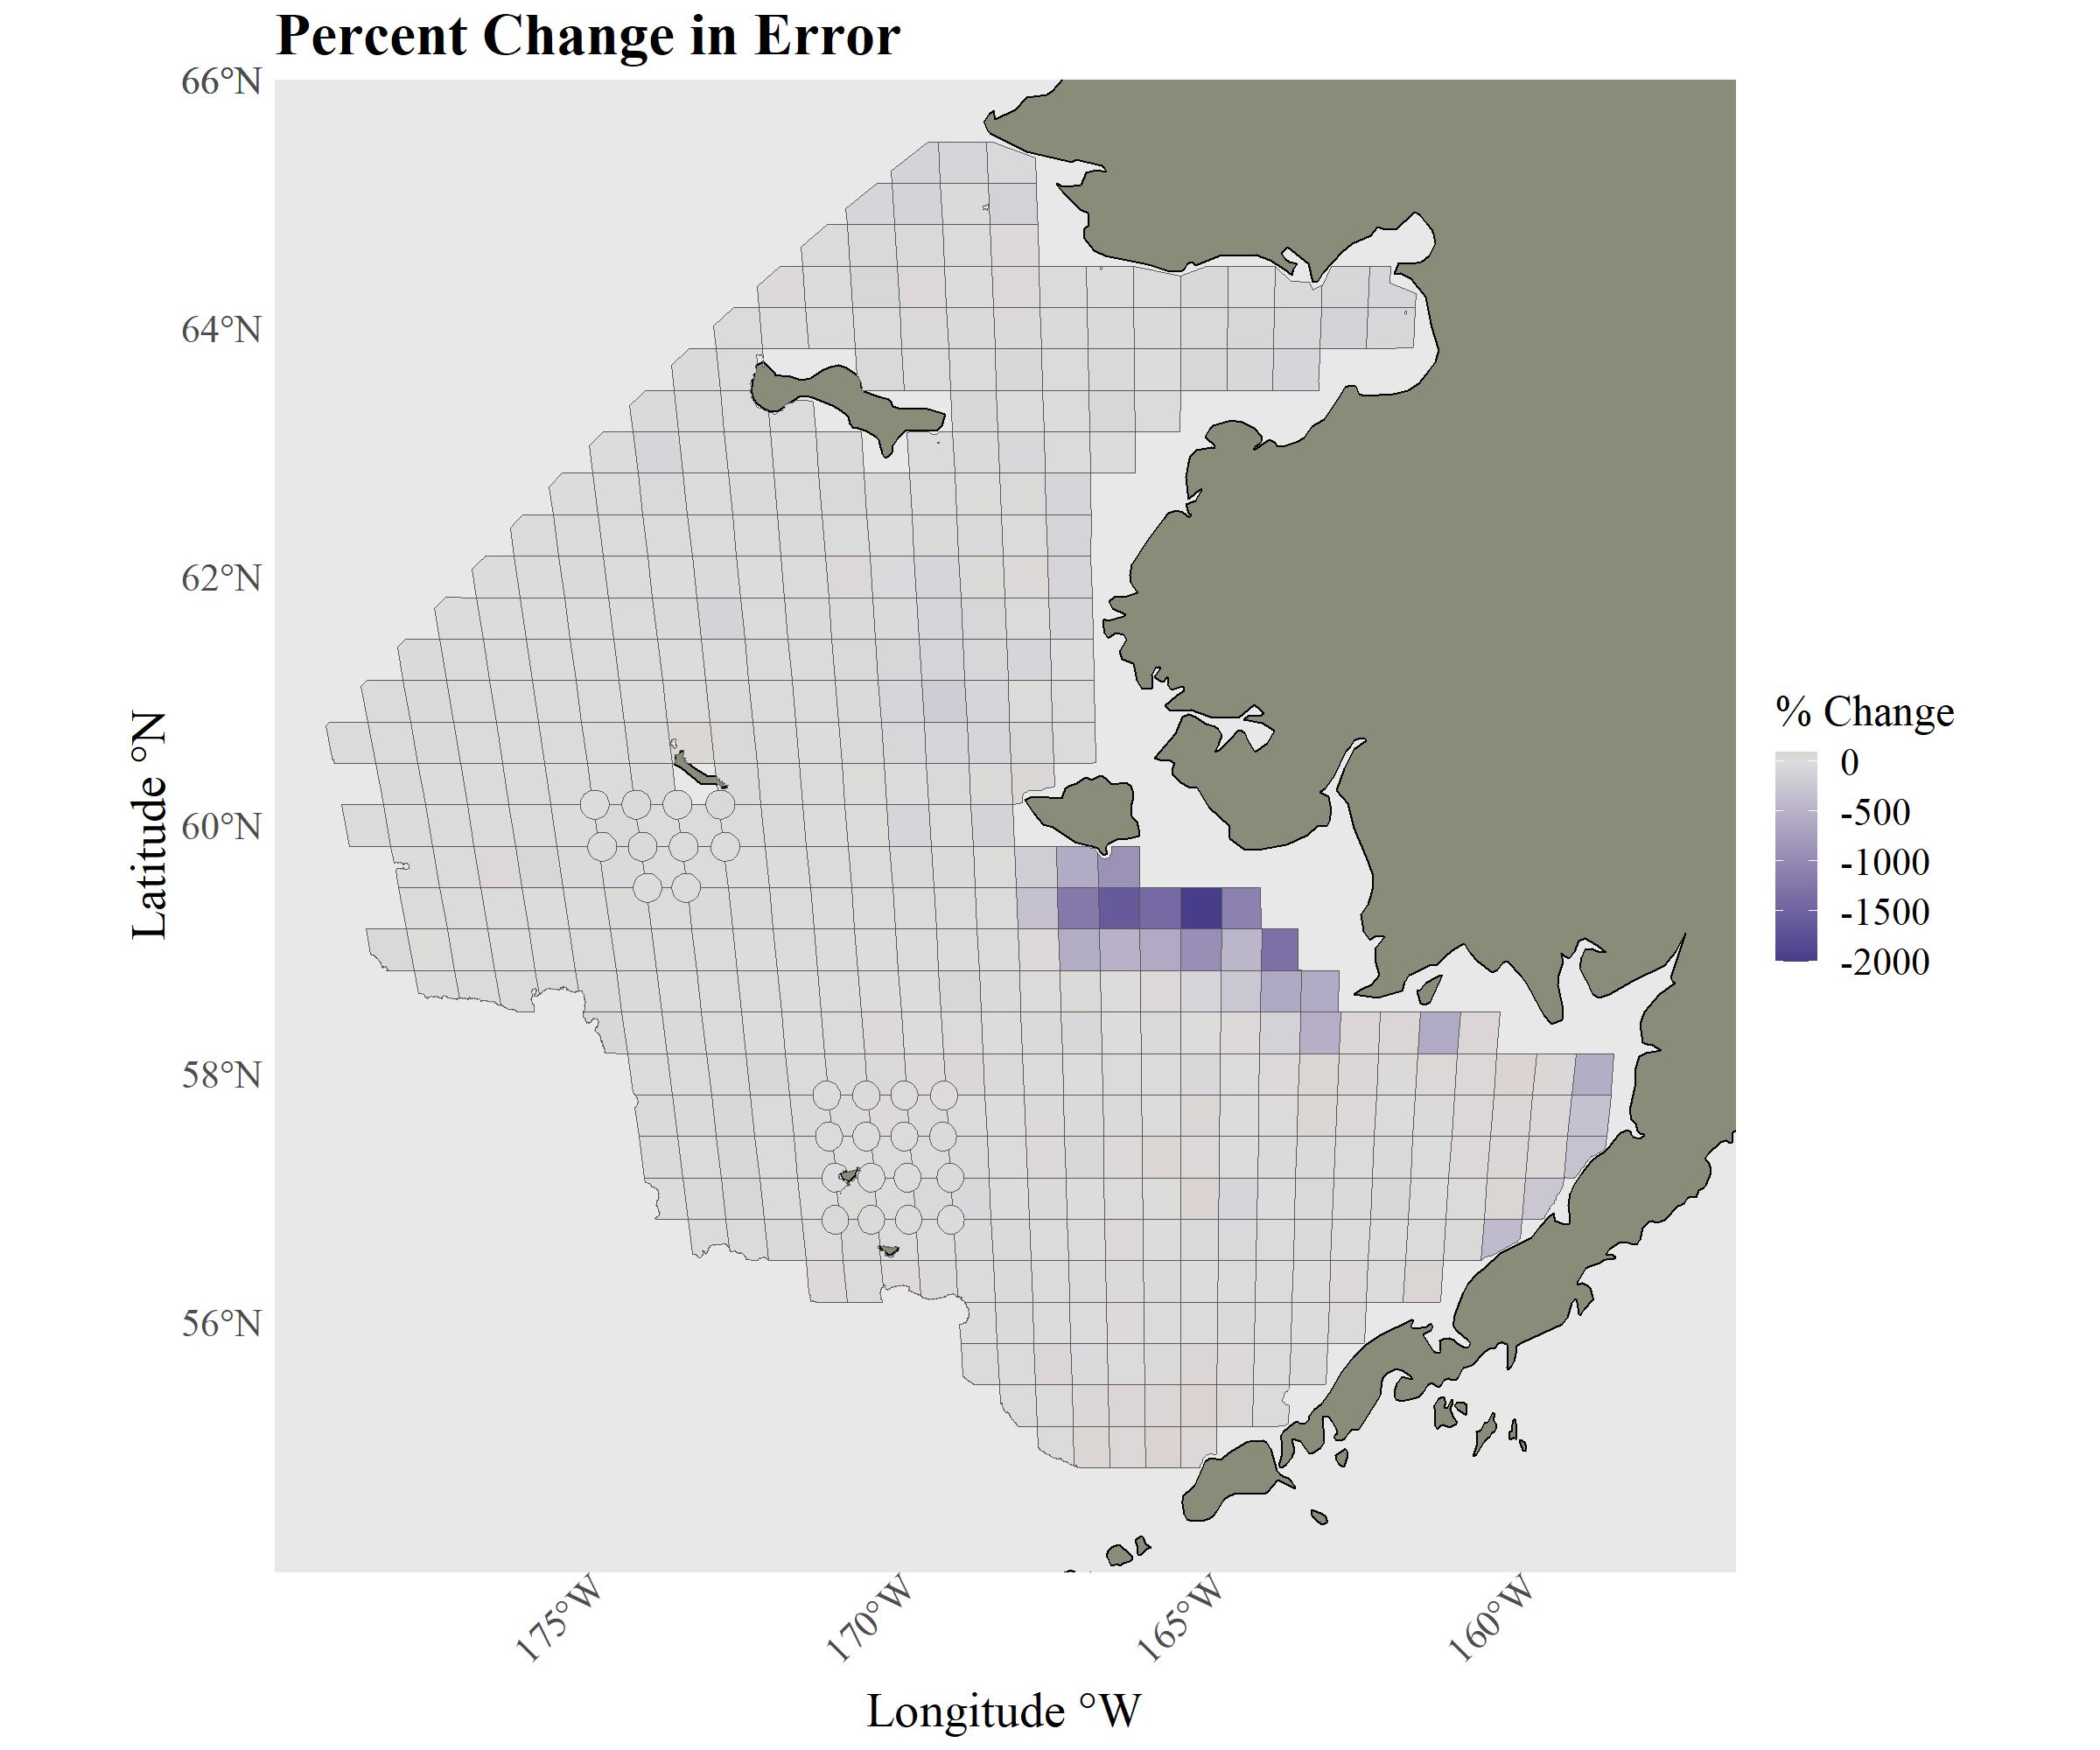 Percent Change in Error
66°N
64°N
62°N
60°N
58°N
56°N
Latitude °N
175°W
170°W
165°W
160°W
Longitude °W
% Change
0
-500
-1000
-1500
-2000